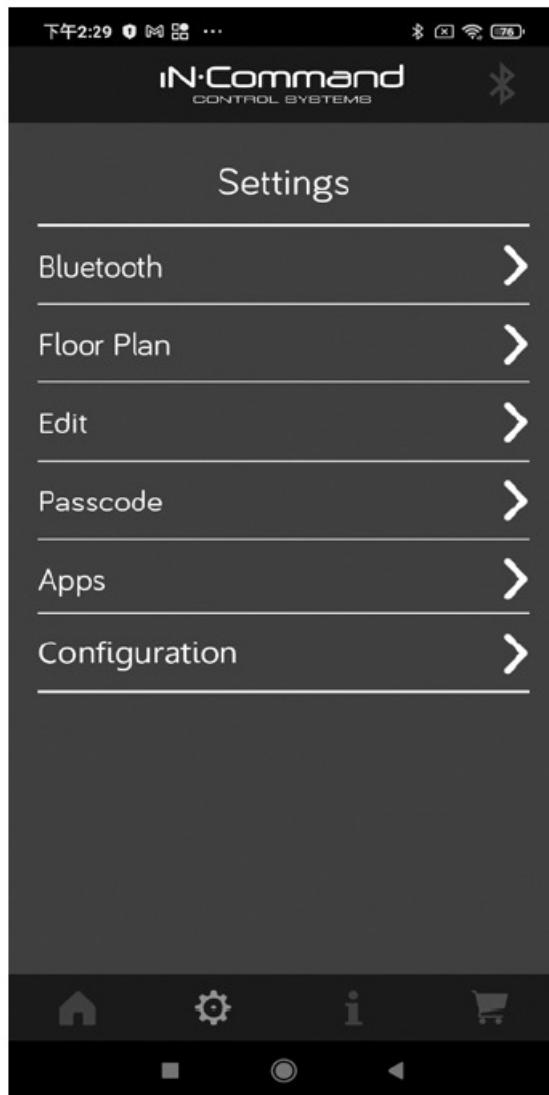 下午2:29
76
iN·Command
CONTROL SYSTEMS
Settings
Bluetooth
Floor Plan
Edit
Passcode
Apps
Configuration